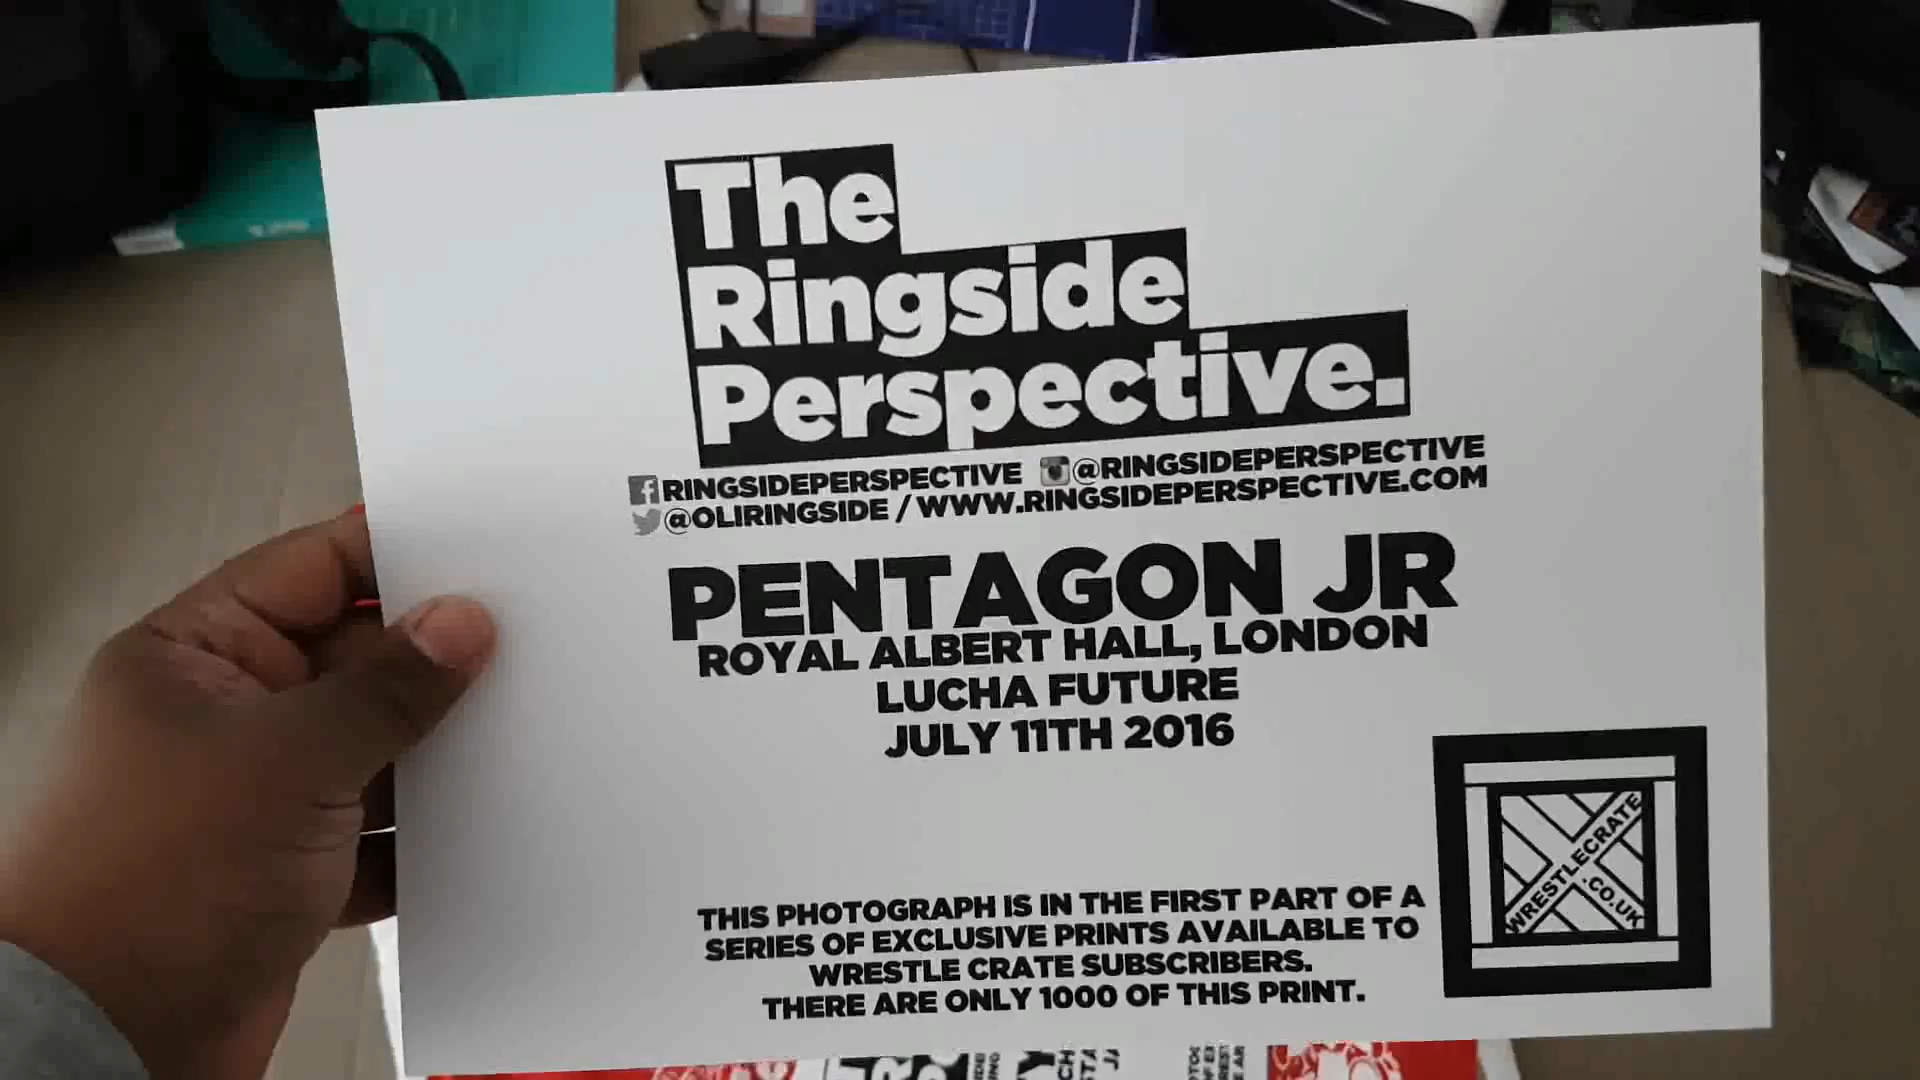 The
Ringside
Perspective.
RINGSIDEPERSPECTIVE @RINGSIDEPERSPECTIVE
@OLIRINGSIDE / WWW.RINGSIDEPERSPECTIVE.COM
PENTAGON JR
ROYAL ALBERT HALL, LONDON
LUCHA FUTURE
JULY 11TH 2016
WRESTLECRATE
.CO.UK
THIS PHOTOGRAPH IS IN THE FIRST PART OF A
SERIES OF EXCLUSIVE PRINTS AVAILABLE TO
WRESTLE CRATE SUBSCRIBERS.
THERE ARE ONLY 1000 OF THIS PRINT.